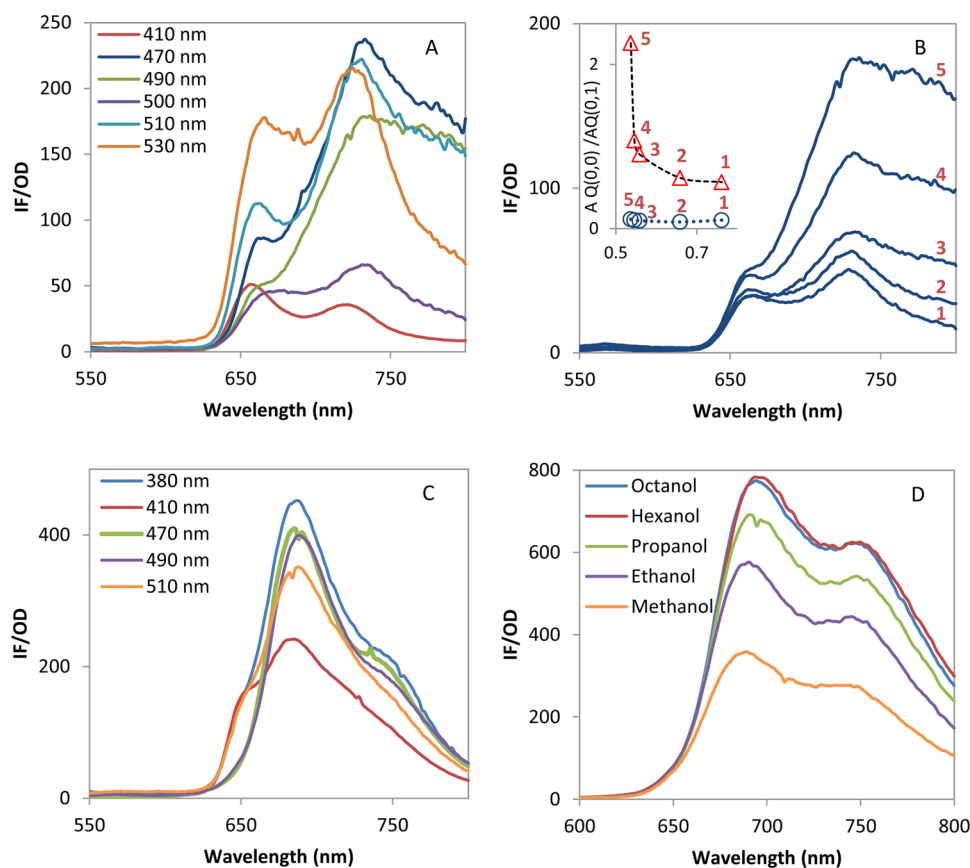 A
410 nm
470 nm
490 nm
500 nm
510 nm
530 nm
IF/OD
250
200
150
100
50
0
550
650
750
Wavelength (nm)
B
IF/OD
200
100
0
550
650
750
Wavelength (nm)
5
4
3
2
1
A Q(0,0) /AQ(0,1)
2
1
0
0.5
0.7
5
4
3
2
1
5
4
3
2
1
C
380 nm
410 nm
470 nm
490 nm
510 nm
IF/OD
400
200
0
550
650
750
Wavelength (nm)
D
Octanol
Hexanol
Propanol
Ethanol
Methanol
IF/OD
800
600
400
200
0
600
650
700
750
800
Wavelength (nm)